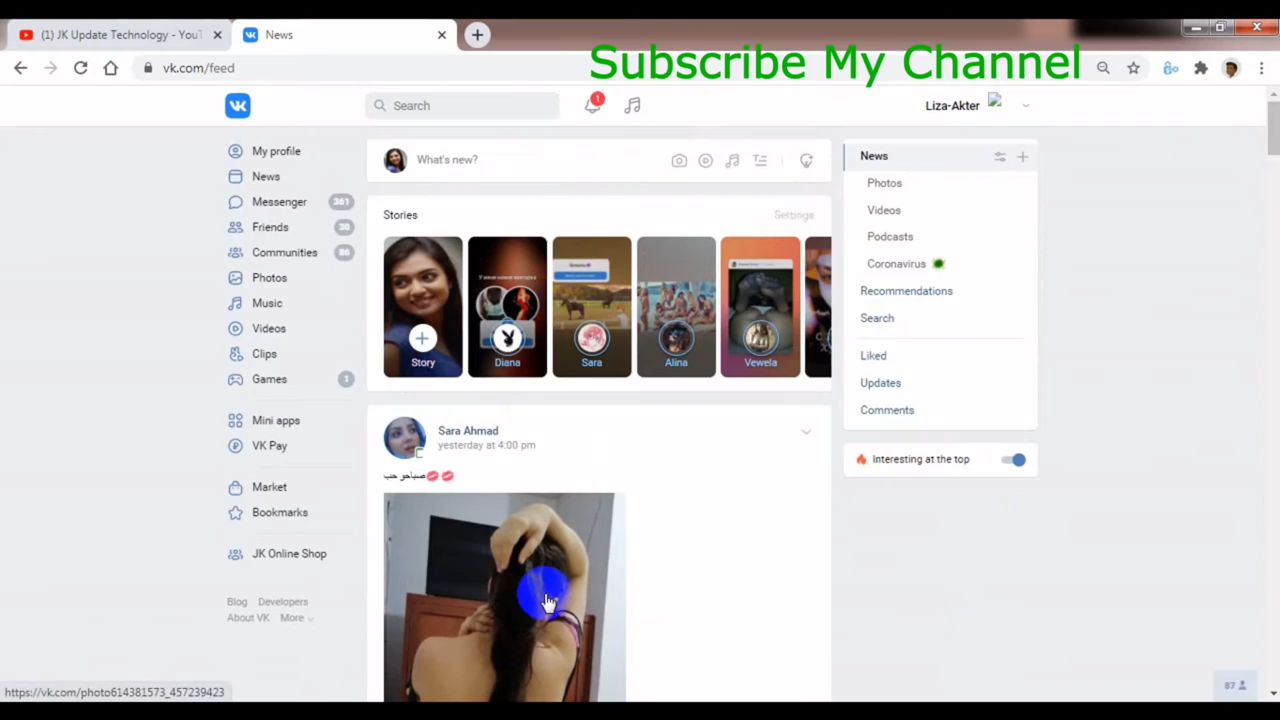 (1) JK Update Technology - YouT
News
Subscribe My Channel
vk.com/feed
Search
1
Liza-Akter
My profile
News
Messenger 361
Friends 30
Communities 86
Photos
Music
Videos
Clips
Games 1
Mini apps
VK Pay
Market
Bookmarks
JK Online Shop
Blog Developers
About VK More
What's new?
Stories Settings
Story
Diana
Sara
Alina
Vewela
Sara Ahmad
yesterday at 4:00 pm
صباحو حب
News
Photos
Videos
Podcasts
Coronavirus
Recommendations
Search
Liked
Updates
Comments
Interesting at the top
87
https://vk.com/photo614381573_457239423